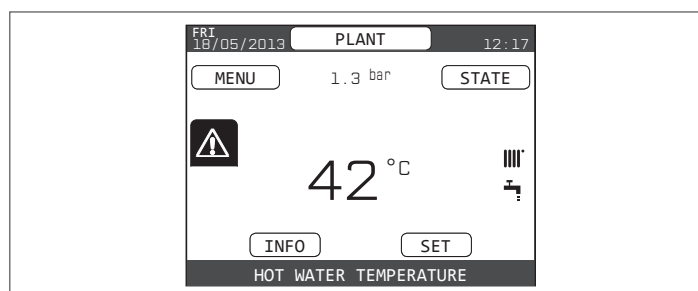 FRI
18/05/2013 PLANT 12:17
MENU 1.3 bar STATE
42 °C
INFO SET
HOT WATER TEMPERATURE